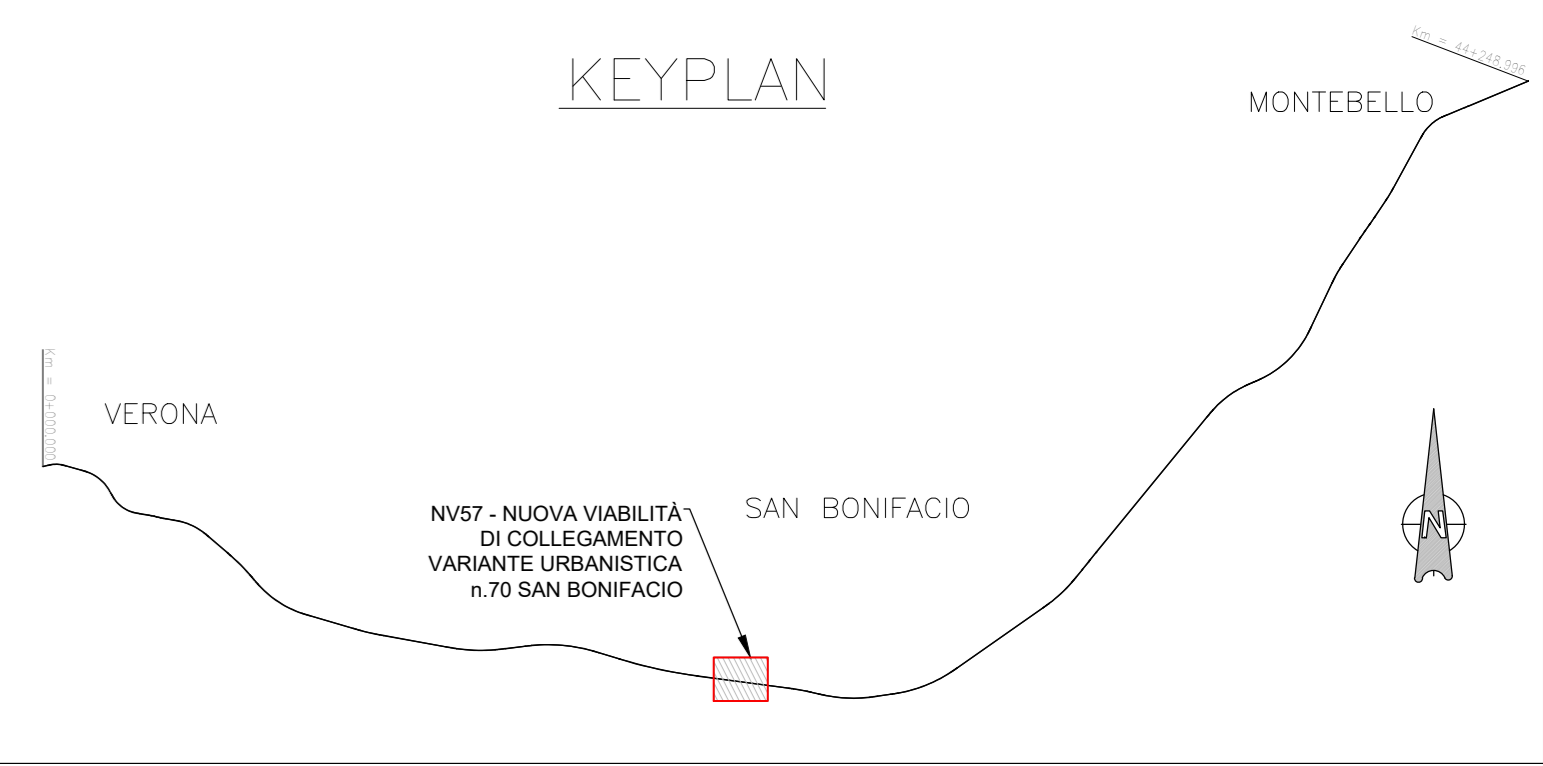 KEYPLAN
Km = 44+248.996
MONTEBELLO
Km = 0+000.000
VERONA
NV57 - NUOVA VIABILITÀ
DI COLLEGAMENTO
VARIANTE URBANISTICA
n.70 SAN BONIFACIO
SAN BONIFACIO
N